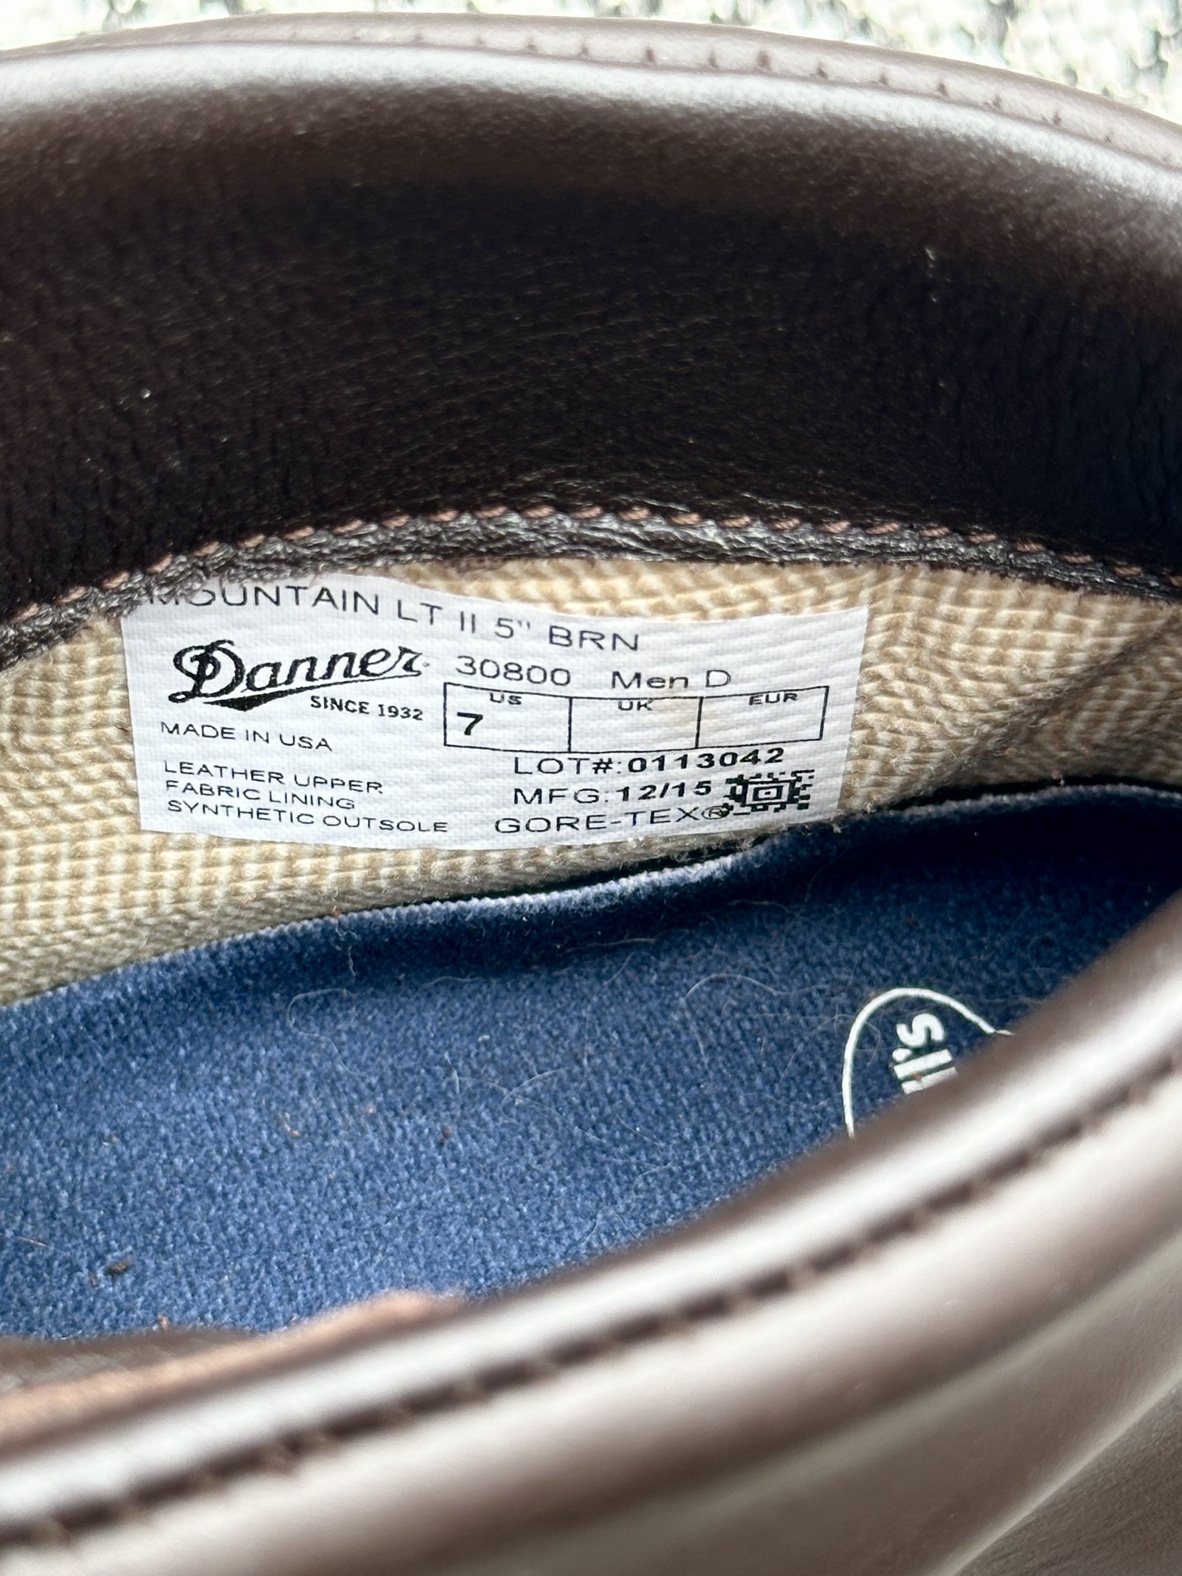 MOUNTAIN LT II 5" BRN
Danner
SINCE 1932
30800 Men D
US UK EUR
7
MADE IN USA
LOT#:0113042
LEATHER UPPER
FABRIC LINING
SYNTHETIC OUTSOLE
MFG:12/15
GORE-TEX®